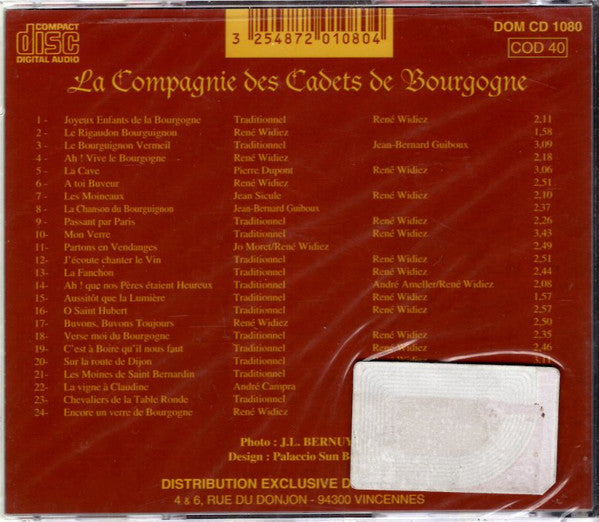 COMPACT
disc
DIGITAL AUDIO
3 254872 010804
DOM CD 1080
COD 40
La Compagnie des Cadets de Bourgogne
1 - Joyeux Enfants de la Bourgogne Traditionnel René Widiez 2,11
2 - Le Rigaudon Bourguignon René Widiez 1,58
3 - Le Bourguignon Vermeil Traditionnel Jean-Bernard Guiboux 3,09
4 - Ah ! Vive le Bourgogne René Widiez 2,18
5 - La Cave Pierre Dupont René Widiez 3,06
6 - A toi Buveur René Widiez 2,51
7 - Les Moineaux Jean Sicule René Widiez 2,10
8 - La Chanson du Bourguignon Jean-Bernard Guiboux 2,37
9 - Passant par Paris Traditionnel René Widiez 2,26
10 - Mon Verre Traditionnel René Widiez 3,43
11- Partons en Vendanges Jo Moret/René Widiez 2,49
12- J'écoute chanter le Vin Traditionnel René Widiez 2,51
13- La Fanchon Traditionnel René Widiez 2,44
14- Ah ! que nos Pères étaient Heureux Traditionnel André Ameller/René Widiez 2,08
15- Aussitôt que la Lumière Traditionnel René Widiez 1,57
16- O Saint Hubert Traditionnel René Widiez 2,57
17- Buvons, Buvons Toujours René Widiez 2,50
18- Verse moi du Bourgogne Traditionnel René Widiez 2,35
19- C'est à Boire qu'il nous faut Traditionnel René Widiez 2,46
20- Sur la route de Dijon Traditionnel René Widiez
21- Les Moines de Saint Bernardin Traditionnel
22- La vigne à Claudine André Campra
23- Chevaliers de la Table Ronde Traditionnel
24- Encore un verre de Bourgogne René Widiez
Photo : J.L. BERNUY
Design : Palaccio Sun
DISTRIBUTION EXCLUSIVE
4 & 6, RUE DU DONJON - 94300 VINCENNES